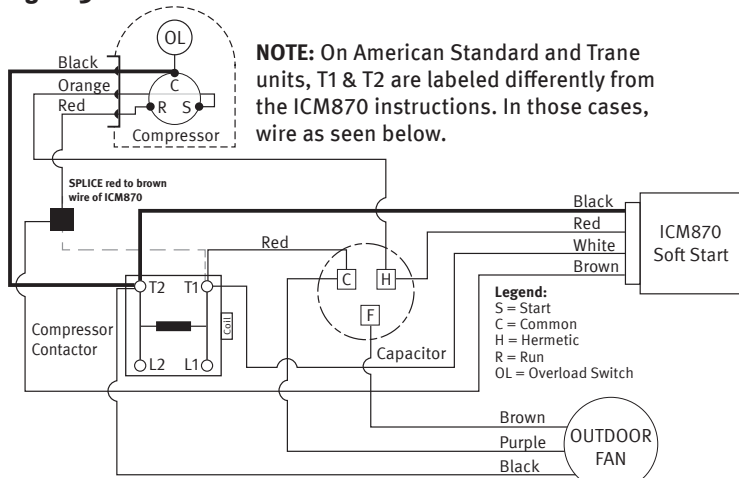 OL
Black
Orange
Red
C
R
S
Compressor
NOTE: On American Standard and Trane
units, T1 & T2 are labeled differently from
the ICM870 instructions. In those cases,
wire as seen below.
SPLICE red to brown
wire of ICM870
Black
Red
White
Brown
ICM870
Soft Start
Red
C
H
F
Capacitor
T2
T1
Coil
L2
L1
Compressor
Contactor
Legend:
S = Start
C = Common
H = Hermetic
R = Run
OL = Overload Switch
Brown
Purple
Black
OUTDOOR
FAN